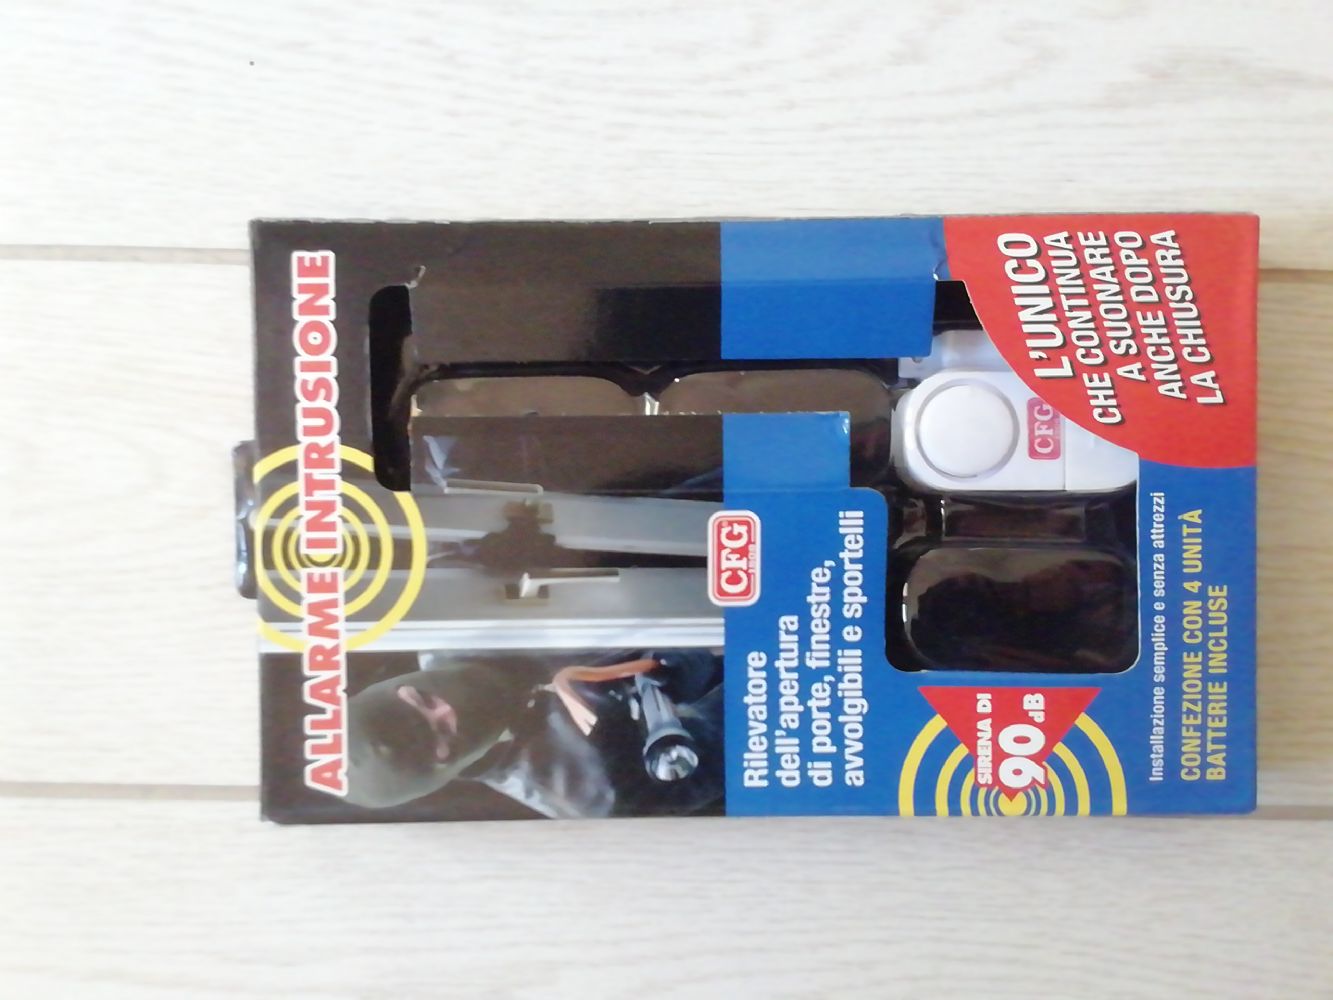 ALLARME INTRUSIONE
CFG
Rilevatore
dell'apertura
di porte, finestre,
avvolgibili e sportelli
L'UNICO
CHE CONTINUA
A SUONARE
ANCHE DOPO
LA CHIUSURA
CFG
SIRENA DI
90dB
Installazione semplice e senza attrezzi
CONFEZIONE CON 4 UNITÀ
BATTERIE INCLUSE